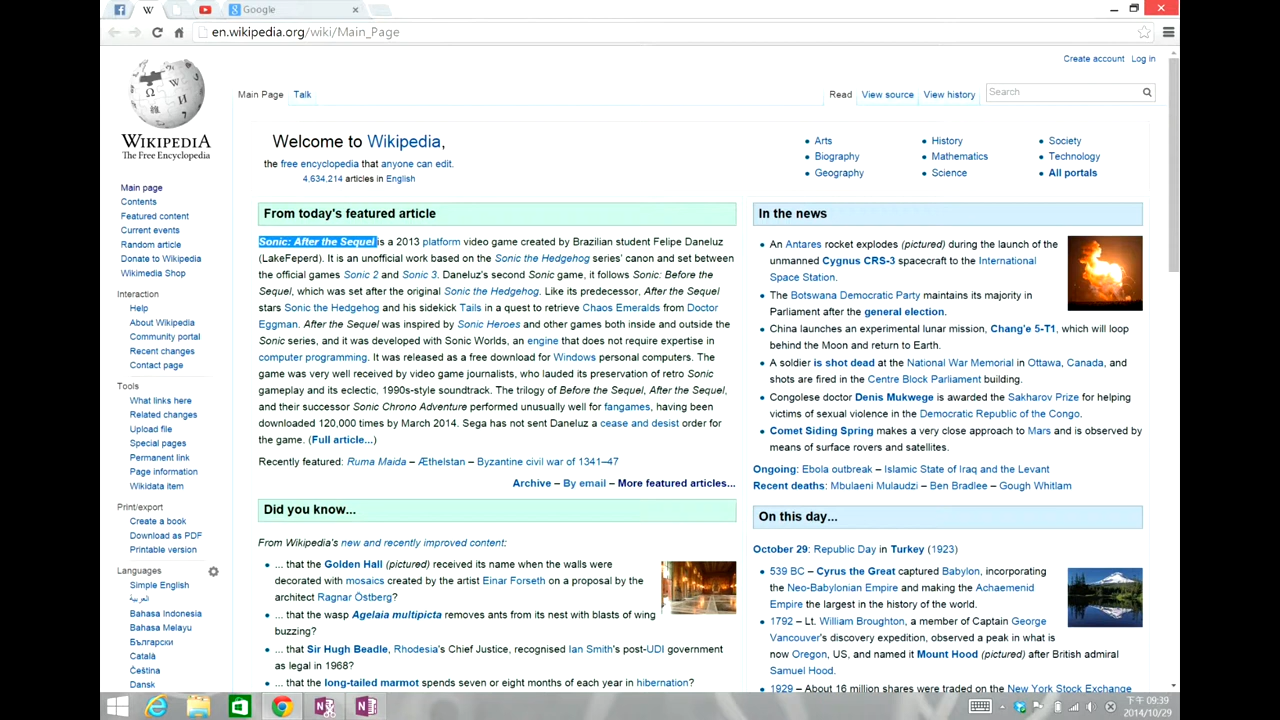 Google
en.wikipedia.org/wiki/Main_Page
Create account Log in
Main Page Talk
Read View source View history
Search
WIKIPEDIA
The Free Encyclopedia
Main page
Contents
Featured content
Current events
Random article
Donate to Wikipedia
Wikimedia Shop
Interaction
Help
About Wikipedia
Community portal
Recent changes
Contact page
Tools
What links here
Related changes
Upload file
Special pages
Permanent link
Page information
Wikidata item
Print/export
Create a book
Download as PDF
Printable version
Languages
Simple English
العربية
Bahasa Indonesia
Bahasa Melayu
Български
Català
Čeština
Dansk
Welcome to Wikipedia,
the free encyclopedia that anyone can edit.
4,634,214 articles in English
Arts
Biography
Geography
History
Mathematics
Science
Society
Technology
All portals
From today's featured article
Sonic: After the Sequel is a 2013 platform video game created by Brazilian student Felipe Daneluz
(LakeFeperd). It is an unofficial work based on the Sonic the Hedgehog series' canon and set between
the official games Sonic 2 and Sonic 3. Daneluz's second Sonic game, it follows Sonic: Before the
Sequel, which was set after the original Sonic the Hedgehog. Like its predecessor, After the Sequel
stars Sonic the Hedgehog and his sidekick Tails in a quest to retrieve Chaos Emeralds from Doctor
Eggman. After the Sequel was inspired by Sonic Heroes and other games both inside and outside the
Sonic series, and it was developed with Sonic Worlds, an engine that does not require expertise in
computer programming. It was released as a free download for Windows personal computers. The
game was very well received by video game journalists, who lauded its preservation of retro Sonic
gameplay and its eclectic, 1990s-style soundtrack. The trilogy of Before the Sequel, After the Sequel,
and their successor Sonic Chrono Adventure performed unusually well for fangames, having been
downloaded 120,000 times by March 2014. Sega has not sent Daneluz a cease and desist order for
the game. (Full article...)
Recently featured: Ruma Maida – Æthelstan – Byzantine civil war of 1341–47
Archive – By email – More featured articles...
Did you know...
From Wikipedia's new and recently improved content:
... that the Golden Hall (pictured) received its name when the walls were
decorated with mosaics created by the artist Einar Forseth on a proposal by the
architect Ragnar Östberg?
... that the wasp Agelaia multipicta removes ants from its nest with blasts of wing
buzzing?
... that Sir Hugh Beadle, Rhodesia's Chief Justice, recognised Ian Smith's post-UDI government
as legal in 1968?
... that the long-tailed marmot spends seven or eight months of each year in hibernation?
In the news
An Antares rocket explodes (pictured) during the launch of the
unmanned Cygnus CRS-3 spacecraft to the International
Space Station.
The Botswana Democratic Party maintains its majority in
Parliament after the general election.
China launches an experimental lunar mission, Chang'e 5-T1, which will loop
behind the Moon and return to Earth.
A soldier is shot dead at the National War Memorial in Ottawa, Canada, and
shots are fired in the Centre Block Parliament building.
Congolese doctor Denis Mukwege is awarded the Sakharov Prize for helping
victims of sexual violence in the Democratic Republic of the Congo.
Comet Siding Spring makes a very close approach to Mars and is observed by
means of surface rovers and satellites.
Ongoing: Ebola outbreak – Islamic State of Iraq and the Levant
Recent deaths: Mbulaeni Mulaudzi – Ben Bradlee – Gough Whitlam
On this day...
October 29: Republic Day in Turkey (1923)
539 BC – Cyrus the Great captured Babylon, incorporating
the Neo-Babylonian Empire and making the Achaemenid
Empire the largest in the history of the world.
1792 – Lt. William Broughton, a member of Captain George
Vancouver's discovery expedition, observed a peak in what is
now Oregon, US, and named it Mount Hood (pictured) after British admiral
Samuel Hood.
1929 – About 16 million shares were traded on the New York Stock Exchange
下午 09:39
2014/10/29